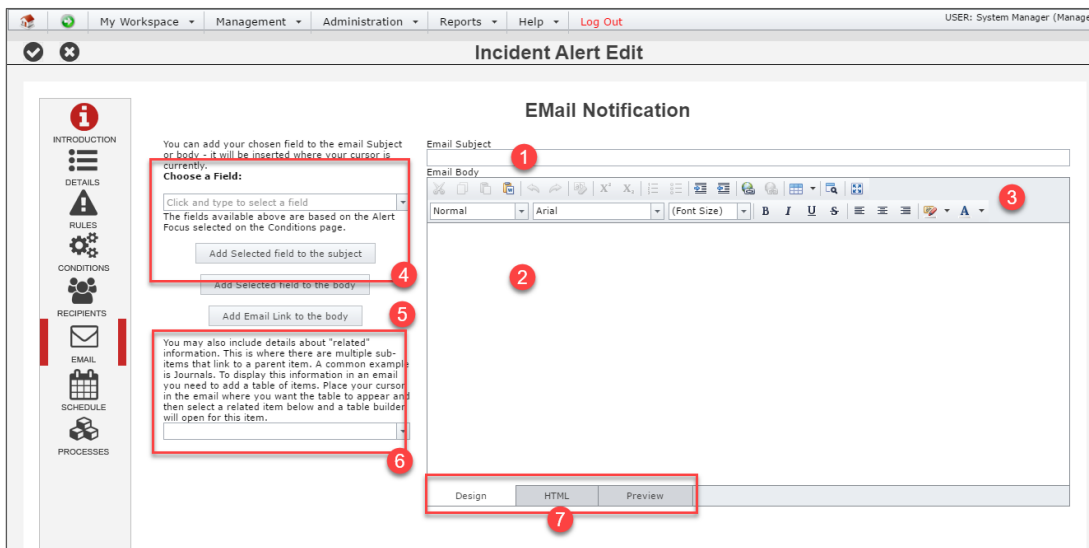 My Workspace Management Administration Reports Help Log Out USER: System Manager (Manage
Incident Alert Edit
INTRODUCTION
DETAILS
RULES
CONDITIONS
RECIPIENTS
EMAIL
SCHEDULE
PROCESSES
EMail Notification
You can add your chosen field to the email Subject
or body - it will be inserted where your cursor is
currently.
Choose a Field:
Click and type to select a field
The fields available above are based on the Alert
Focus selected on the Conditions page.
Add Selected field to the subject
4
Add Selected field to the body
Add Email Link to the body
5
You may also include details about "related"
information. This is where there are multiple sub-
items that link to a parent item. A common example
is Journals. To display this information in an email
you need to add a table of items. Place your cursor
in the email where you want the table to appear and
then select a related item below and a table builder
will open for this item.
6
Email Subject
1
Email Body
3
Normal Arial (Font Size) B I U S A
2
Design HTML Preview
7